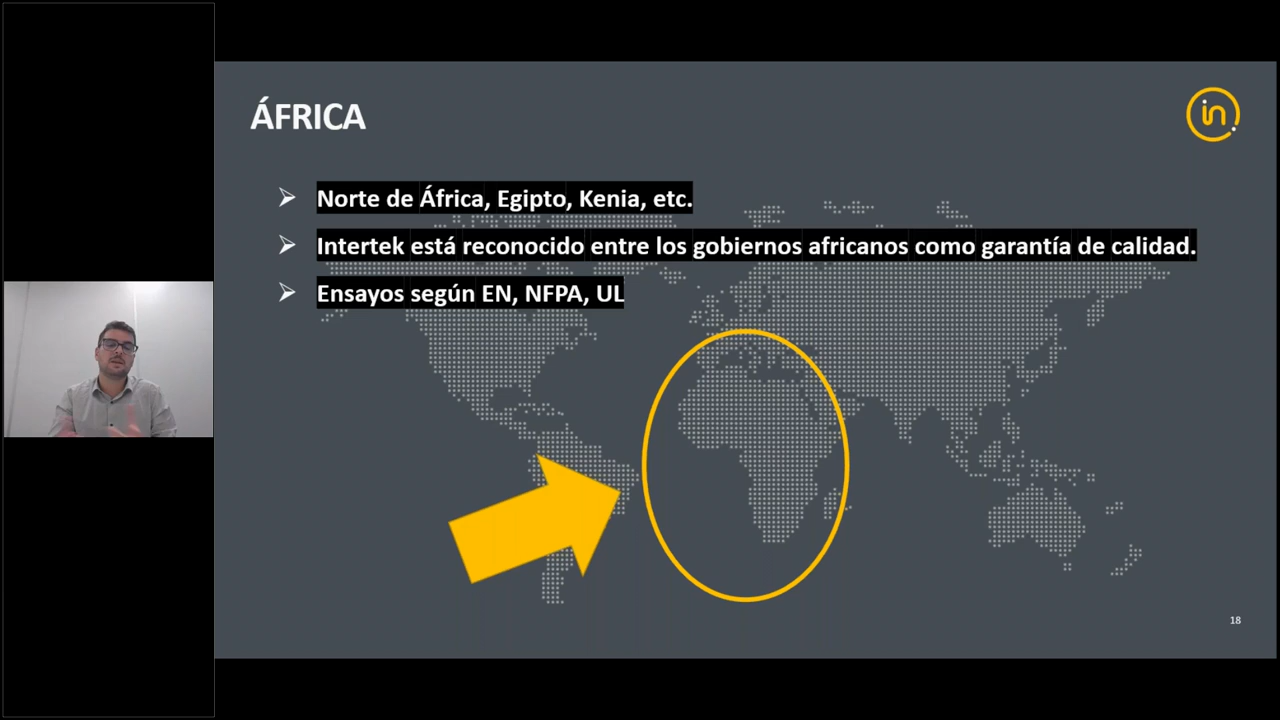 ÁFRICA
in
Norte de África, Egipto, Kenia, etc.
Intertek está reconocido entre los gobiernos africanos como garantía de calidad.
Ensayos según EN, NFPA, UL
18